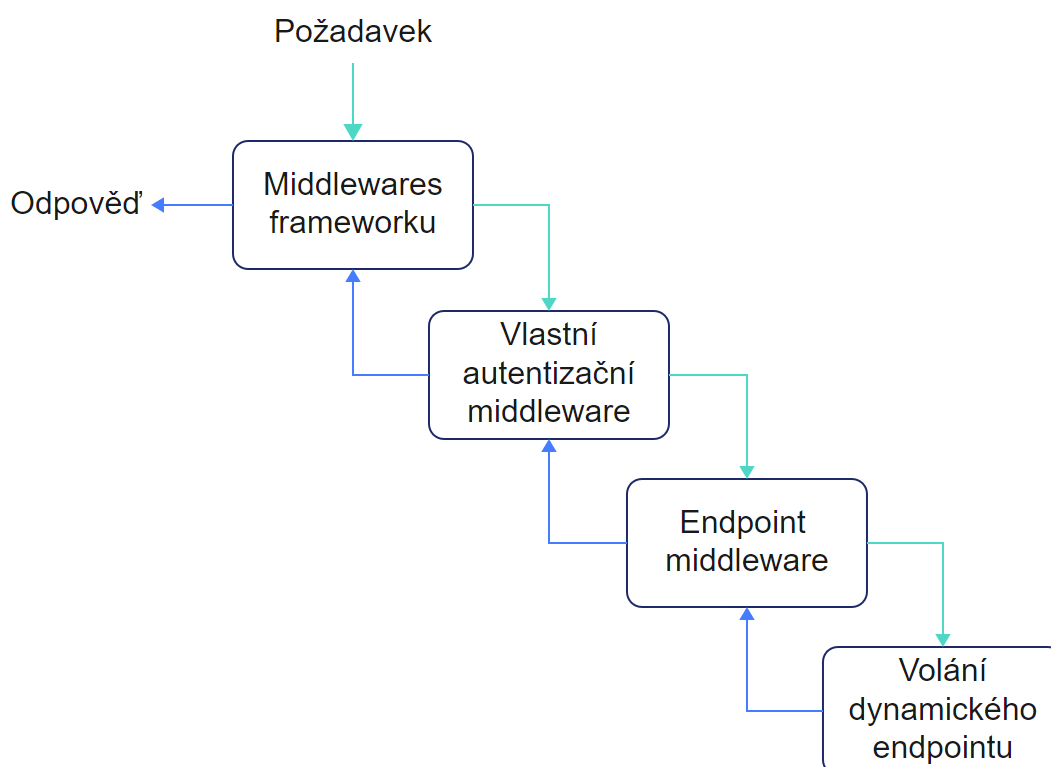 Požadavek
Middlewares
frameworku
Odpověď
Vlastní
autentizační
middleware
Endpoint
middleware
Volání
dynamického
endpointu